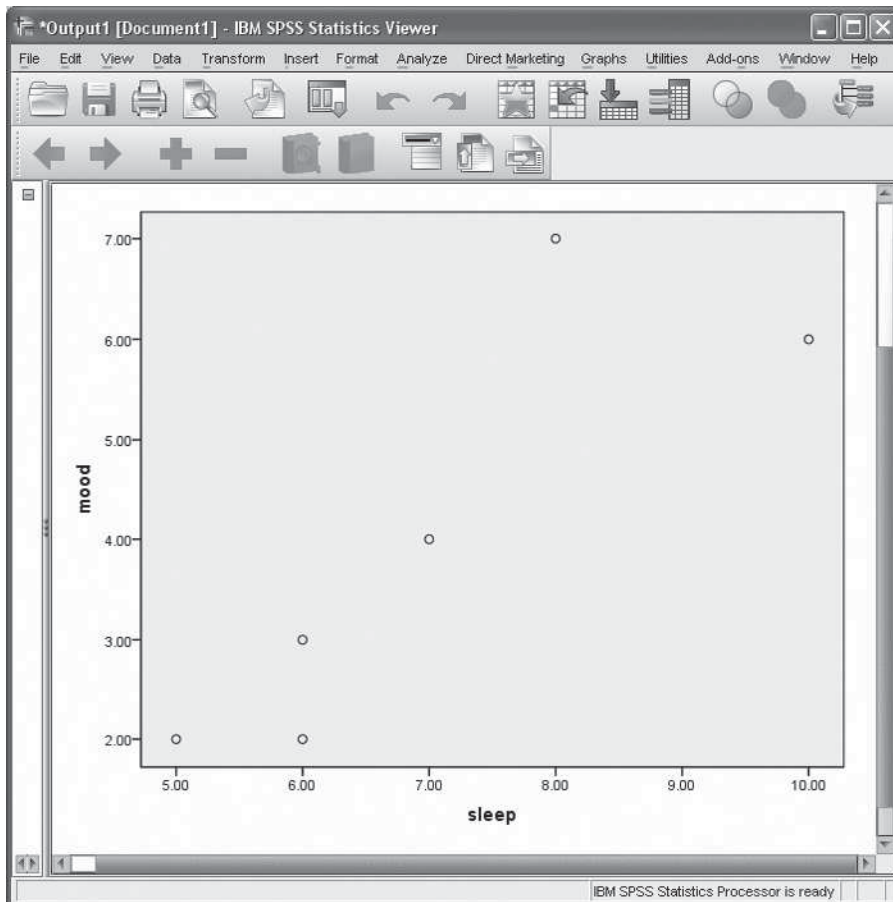 *Output1 [Document1] - IBM SPSS Statistics Viewer
File Edit View Data Transform Insert Format Analyze Direct Marketing Graphs Utilities Add-ons Window Help
7.00
6.00
5.00
mood
4.00
3.00
2.00
5.00 6.00 7.00 8.00 9.00 10.00
sleep
IBM SPSS Statistics Processor is ready